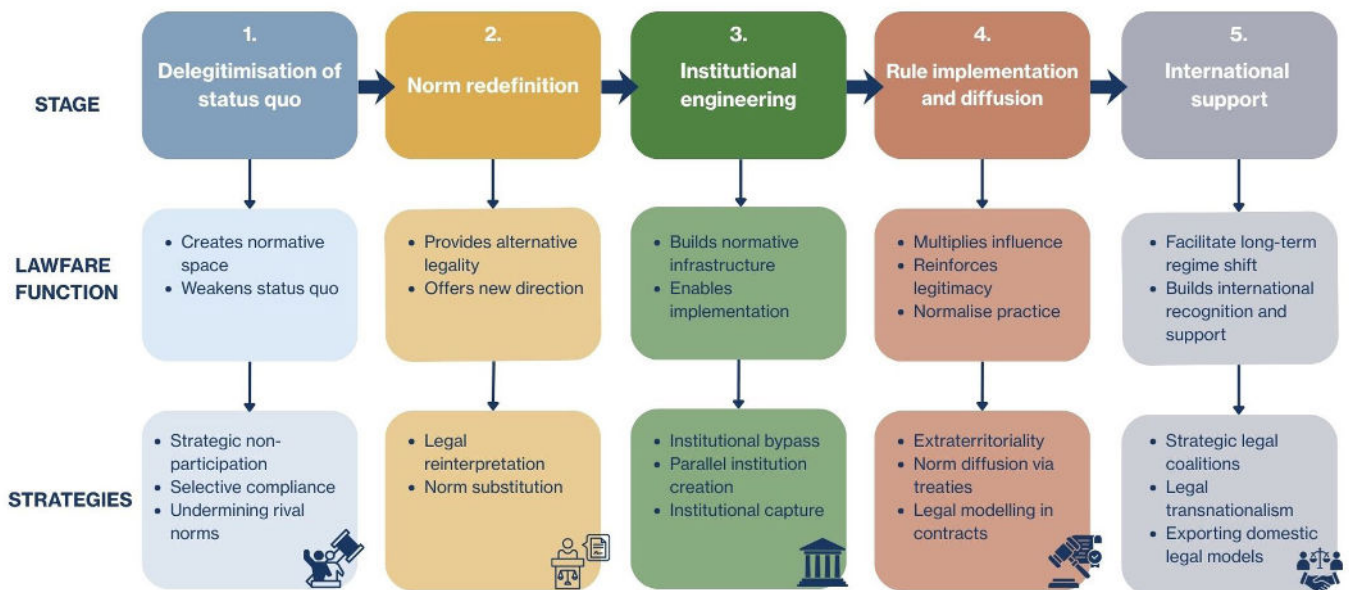 STAGE
1.
Delegitimisation of
status quo
2.
Norm redefinition
3.
Institutional
engineering
4.
Rule implementation
and diffusion
5.
International
support
LAWFARE
FUNCTION
• Creates normative
space
• Weakens status quo
• Provides alternative
legality
• Offers new direction
• Builds normative
infrastructure
• Enables
implementation
• Multiplies influence
• Reinforces
legitimacy
• Normalise practice
• Facilitate long-term
regime shift
• Builds international
recognition and
support
STRATEGIES
• Strategic non-
participation
• Selective compliance
• Undermining rival
norms
• Legal
reinterpretation
• Norm substitution
• Institutional bypass
• Parallel institution
creation
• Institutional capture
• Extraterritoriality
• Norm diffusion via
treaties
• Legal modelling in
contracts
• Strategic legal
coalitions
• Legal
transnationalism
• Exporting domestic
legal models